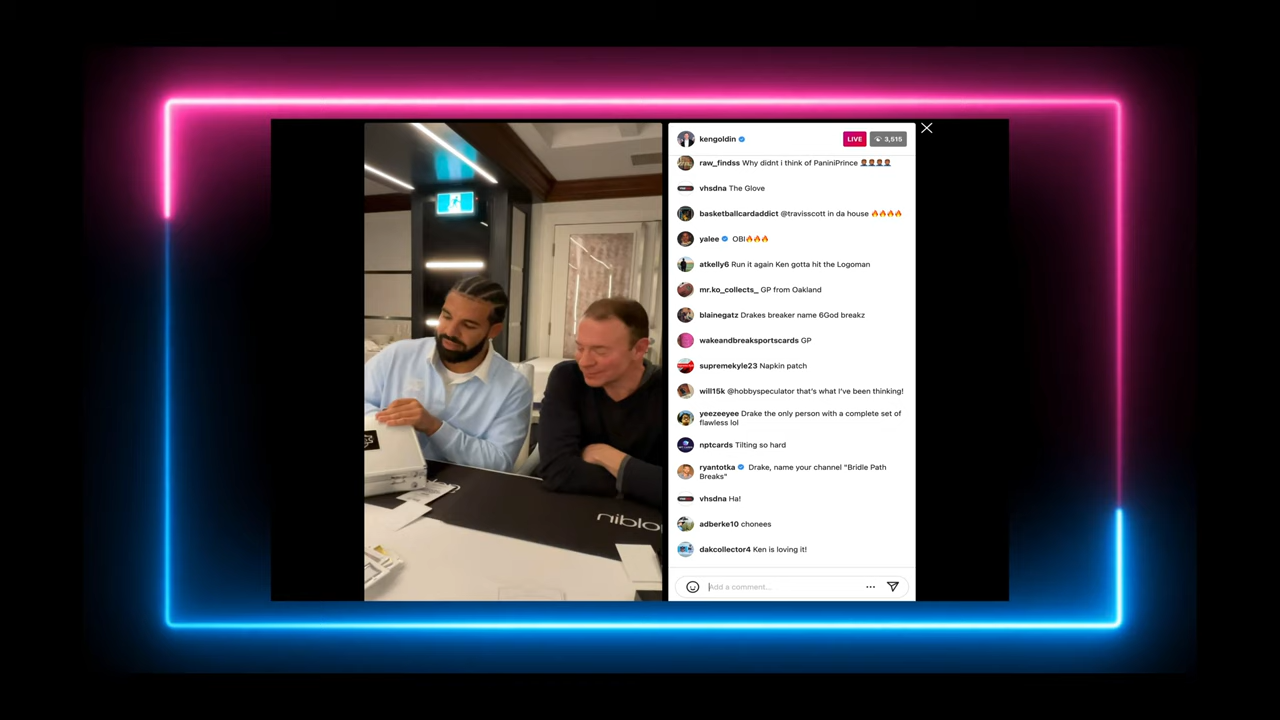 kengoldin
LIVE
3,515
raw_findss Why didnt i think of PaniniPrince 🤦🏾‍♂️🤦🏾‍♂️🤦🏾‍♂️🤦🏾‍♂️
vhsdna The Glove
basketballcardaddict @travisscott in da house 🔥🔥🔥🔥
yalee OBI🔥🔥🔥
atkelly6 Run it again Ken gotta hit the Logoman
mr.ko_collects_ GP from Oakland
blainegatz Drakes breaker name 6God breakz
wakeandbreaksportscards GP
supremekyle23 Napkin patch
will15k @hobbyspeculator that's what I've been thinking!
yeezeeyee Drake the only person with a complete set of
flawless lol
nptcards Tilting so hard
ryantotka Drake, name your channel "Bridle Path
Breaks"
vhsdna Ha!
adberke10 chonees
dakcollector4 Ken is loving it!
Add a comment...